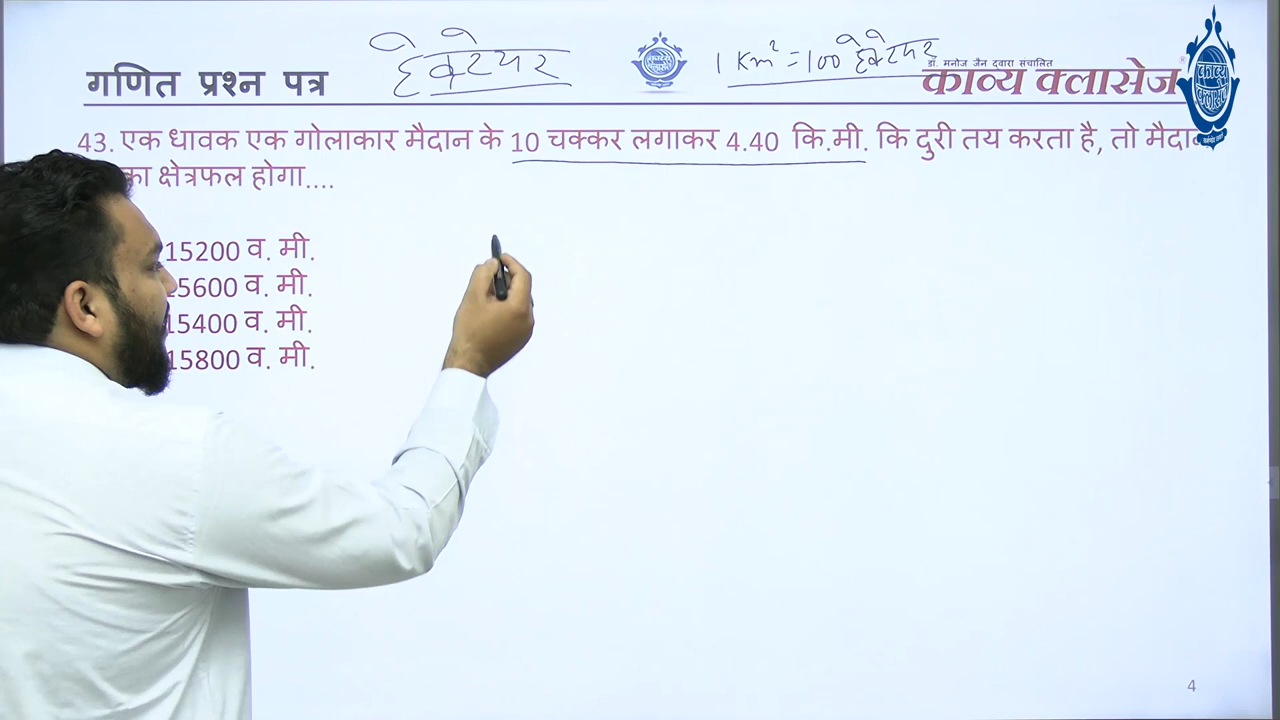 हेक्टेयर
1 Km² = 100 हेक्टेयर
डॉ. मनोज जैन द्वारा संचालित
गणित प्रश्न पत्र
काव्य क्लासेज
43. एक धावक एक गोलाकार मैदान के 10 चक्कर लगाकर 4.40 कि.मी. कि दुरी तय करता है, तो
का क्षेत्रफल होगा....
15200 व. मी.
15600 व. मी.
15400 व. मी.
15800 व. मी.
4